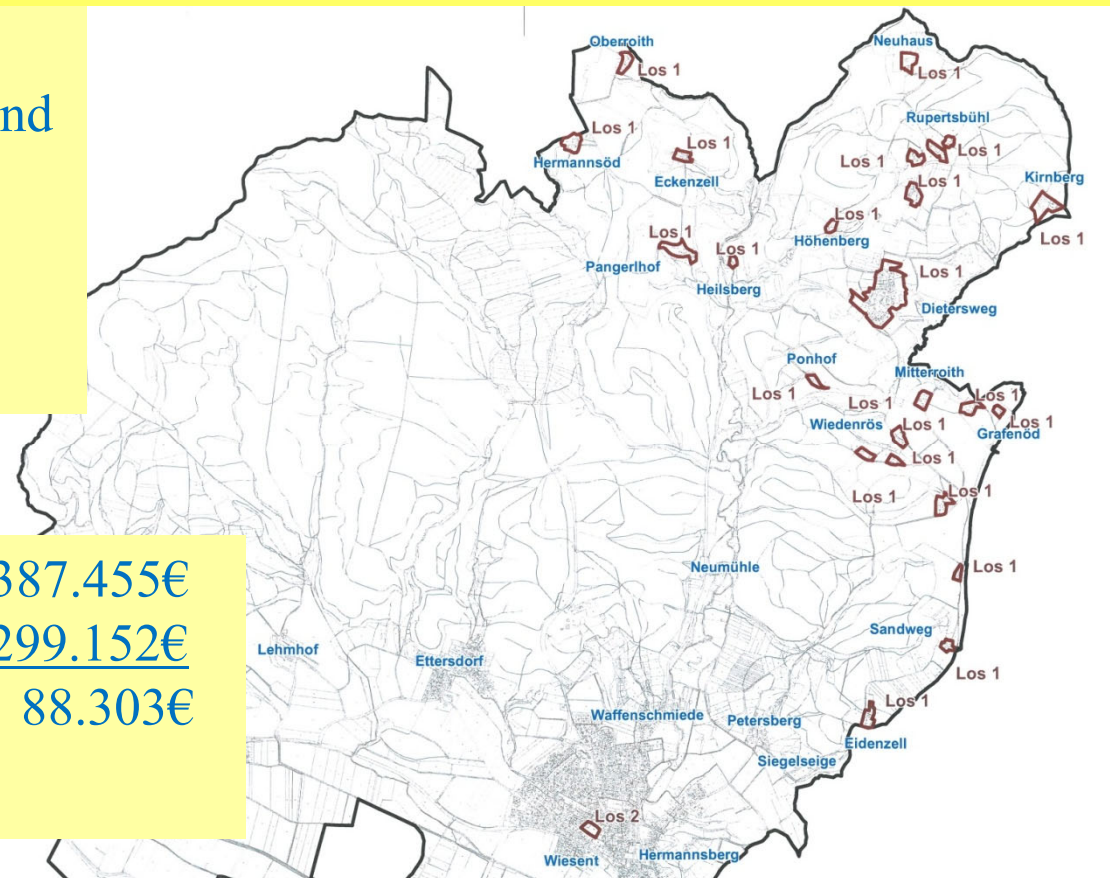 nd
387.455€
299.152€
88.303€
Oberroith
Los 1
Neuhaus
Los 1
Los 1
Hermannsöd
Los 1
Eckenzell
Rupertsbühl
Los 1
Los 1
Los 1
Kirnberg
Los 1
Los 1
Höhenberg
Los 1
Pangerlhof
Los 1
Heilsberg
Los 1
Dietersweg
Ponhof
Los 1
Mitterroith
Los 1
Los 1
Los 1
Grafenöd
Wiedenrös
Los 1
Los 1
Los 1
Los 1
Neumühle
Los 1
Sandweg
Los 1
Lehmhof
Ettersdorf
Waffenschmiede
Petersberg
Los 1
Eidenzell
Siegelseige
Los 2
Wiesent
Hermannsberg